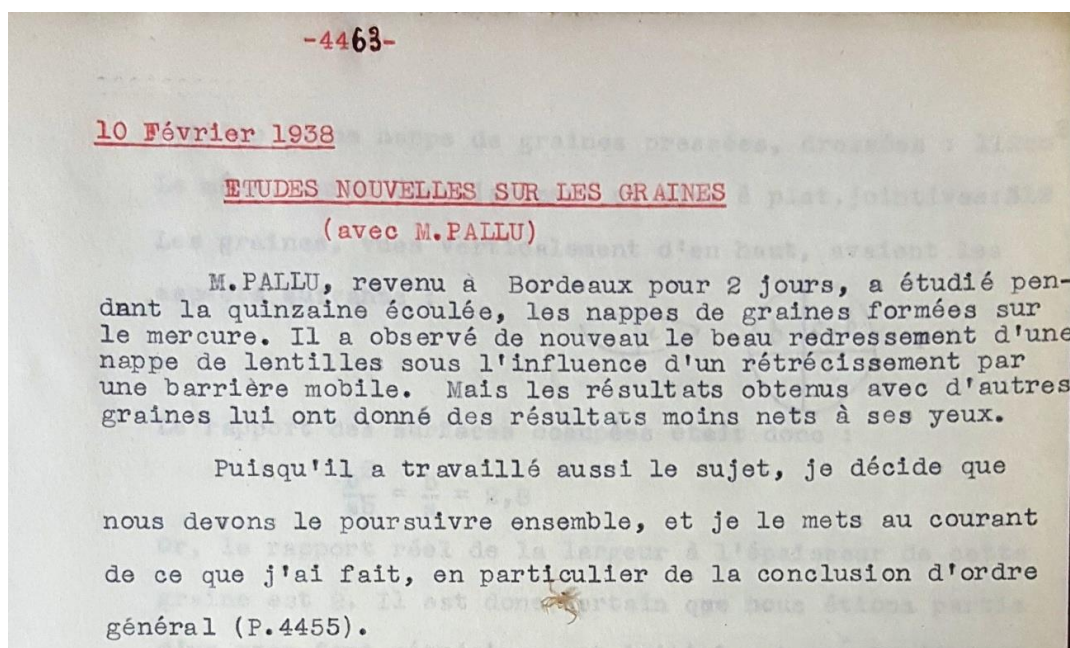 -4463-
10 Février 1938
ETUDES NOUVELLES SUR LES GRAINES
(avec M.PALLU)
M.PALLU, revenu à Bordeaux pour 2 jours, a étudié pen-
dant la quinzaine écoulée, les nappes de graines formées sur
le mercure. Il a observé de nouveau le beau redressement d'une
nappe de lentilles sous l'influence d'un rétrécissement par
une barrière mobile. Mais les résultats obtenus avec d'autres
graines lui ont donné des résultats moins nets à ses yeux.
Puisqu'il a travaillé aussi le sujet, je décide que
nous devons le poursuivre ensemble, et je le mets au courant
de ce que j'ai fait, en particulier de la conclusion d'ordre
général (P.4455).